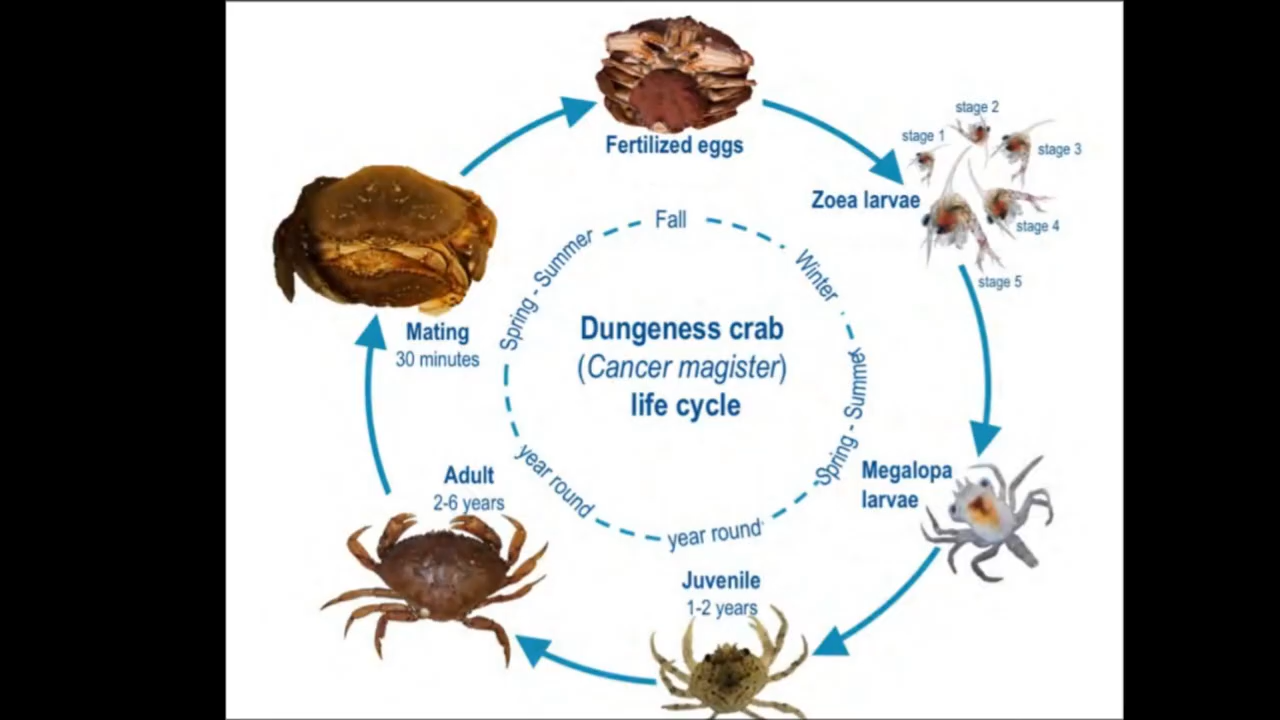 Fertilized eggs
stage 1
stage 2
stage 3
stage 4
stage 5
Zoea larvae
Fall
Winter
Spring - Summer
Spring - Summer
Dungeness crab
(Cancer magister)
life cycle
Mating
30 minutes
Megalopa
larvae
Adult
2-6 years
year round
year round
Juvenile
1-2 years